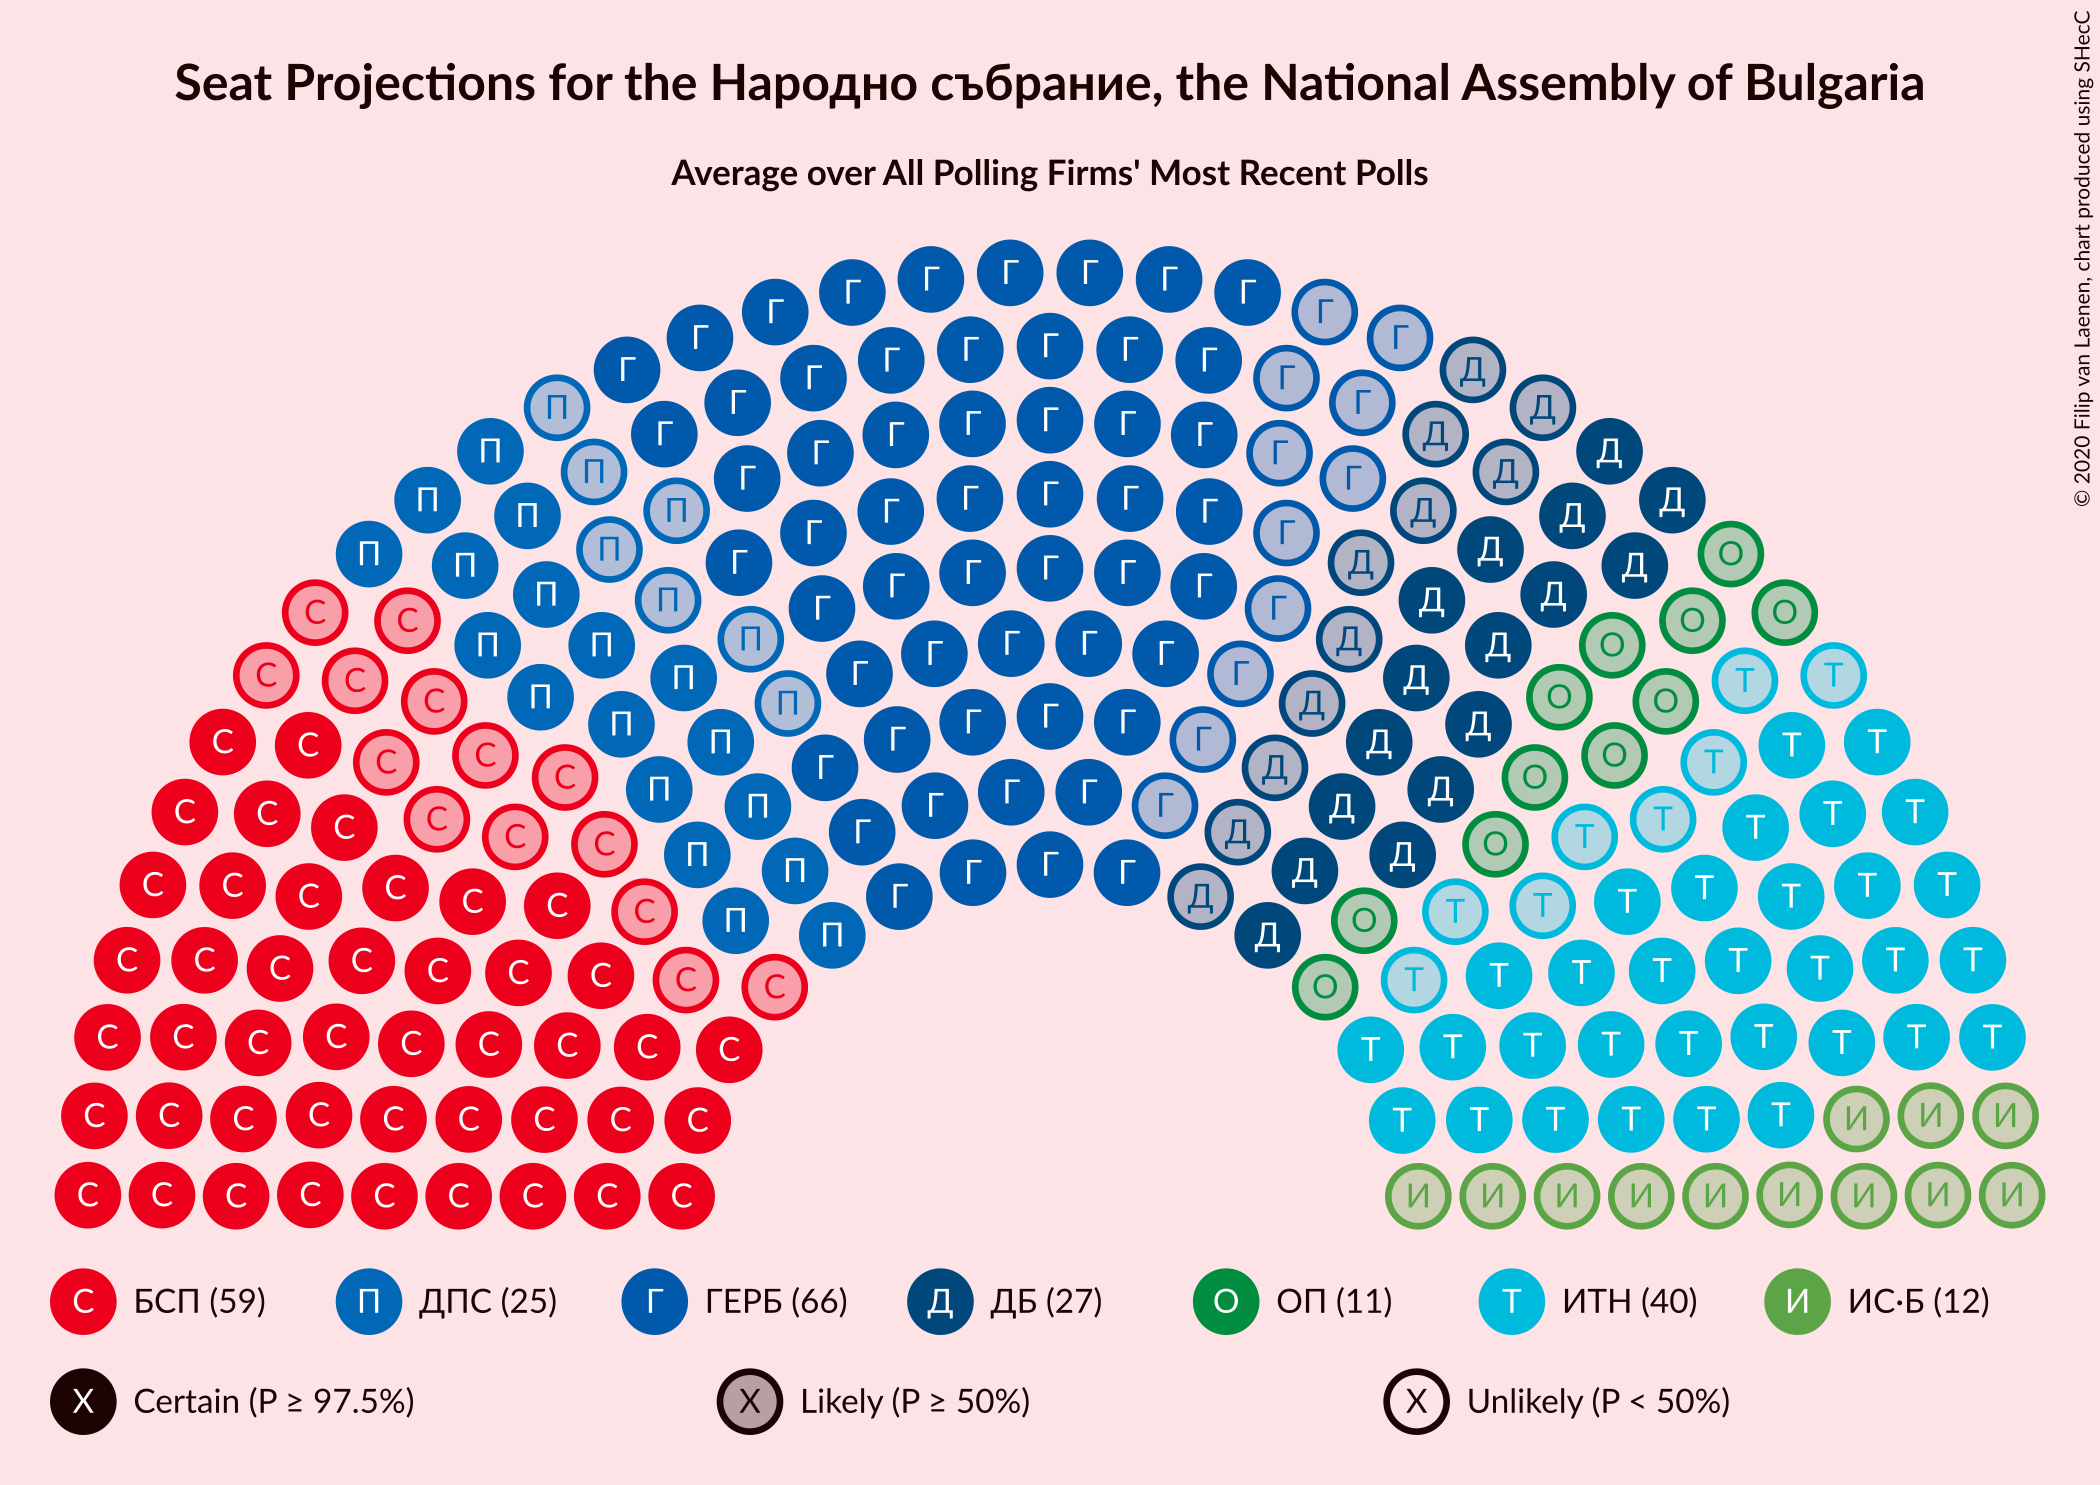 Seat Projections for the Народно събрание, the National Assembly of Bulgaria
Average over All Polling Firms' Most Recent Polls
© 2020 Filip van Laenen, chart produced using SHecC
Г Г Г Г Г Г Г Г Г Г Г
С БСП (59) П ДПС (25) Г ГЕРБ (66) Д ДБ (27) О ОП (11) Т ИТН (40) И ИС·Б (12)
X Certain (P ≥ 97.5%) X Likely (P ≥ 50%) X Unlikely (P < 50%)